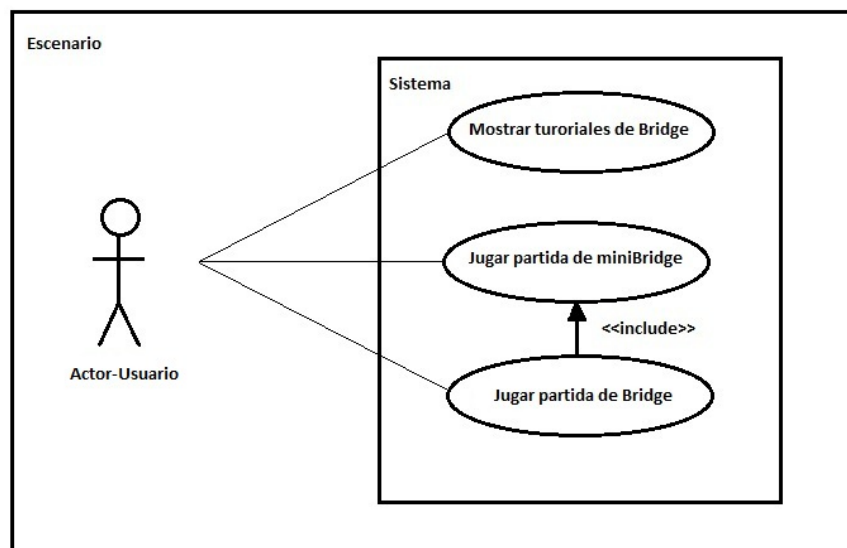 Escenario
Sistema
Mostrar turoriales de Bridge
Jugar partida de miniBridge
<<include>>
Jugar partida de Bridge
Actor-Usuario